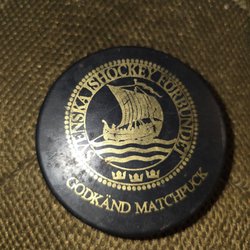 SVENSKA ISHOCKEY FÖRBUNDET
GODKÄND MATCHPUCK